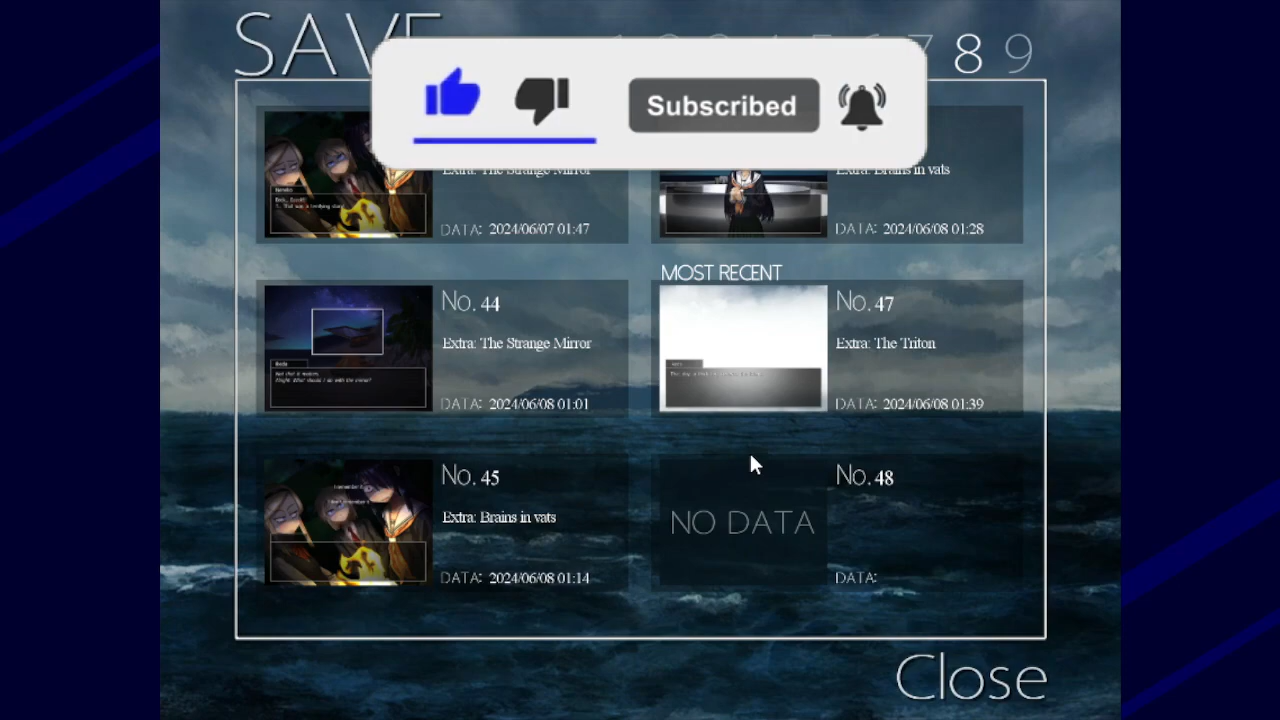 SAVE
7 8 9
Subscribed
Extra: The Strange Mirror
DATA: 2024/06/07 01:47
Extra: Brains in vats
DATA: 2024/06/08 01:28
MOST RECENT
No. 44
Extra: The Strange Mirror
DATA: 2024/06/08 01:01
No. 47
Extra: The Triton
DATA: 2024/06/08 01:39
No. 45
Extra: Brains in vats
DATA: 2024/06/08 01:14
No. 48
NO DATA
DATA:
Close